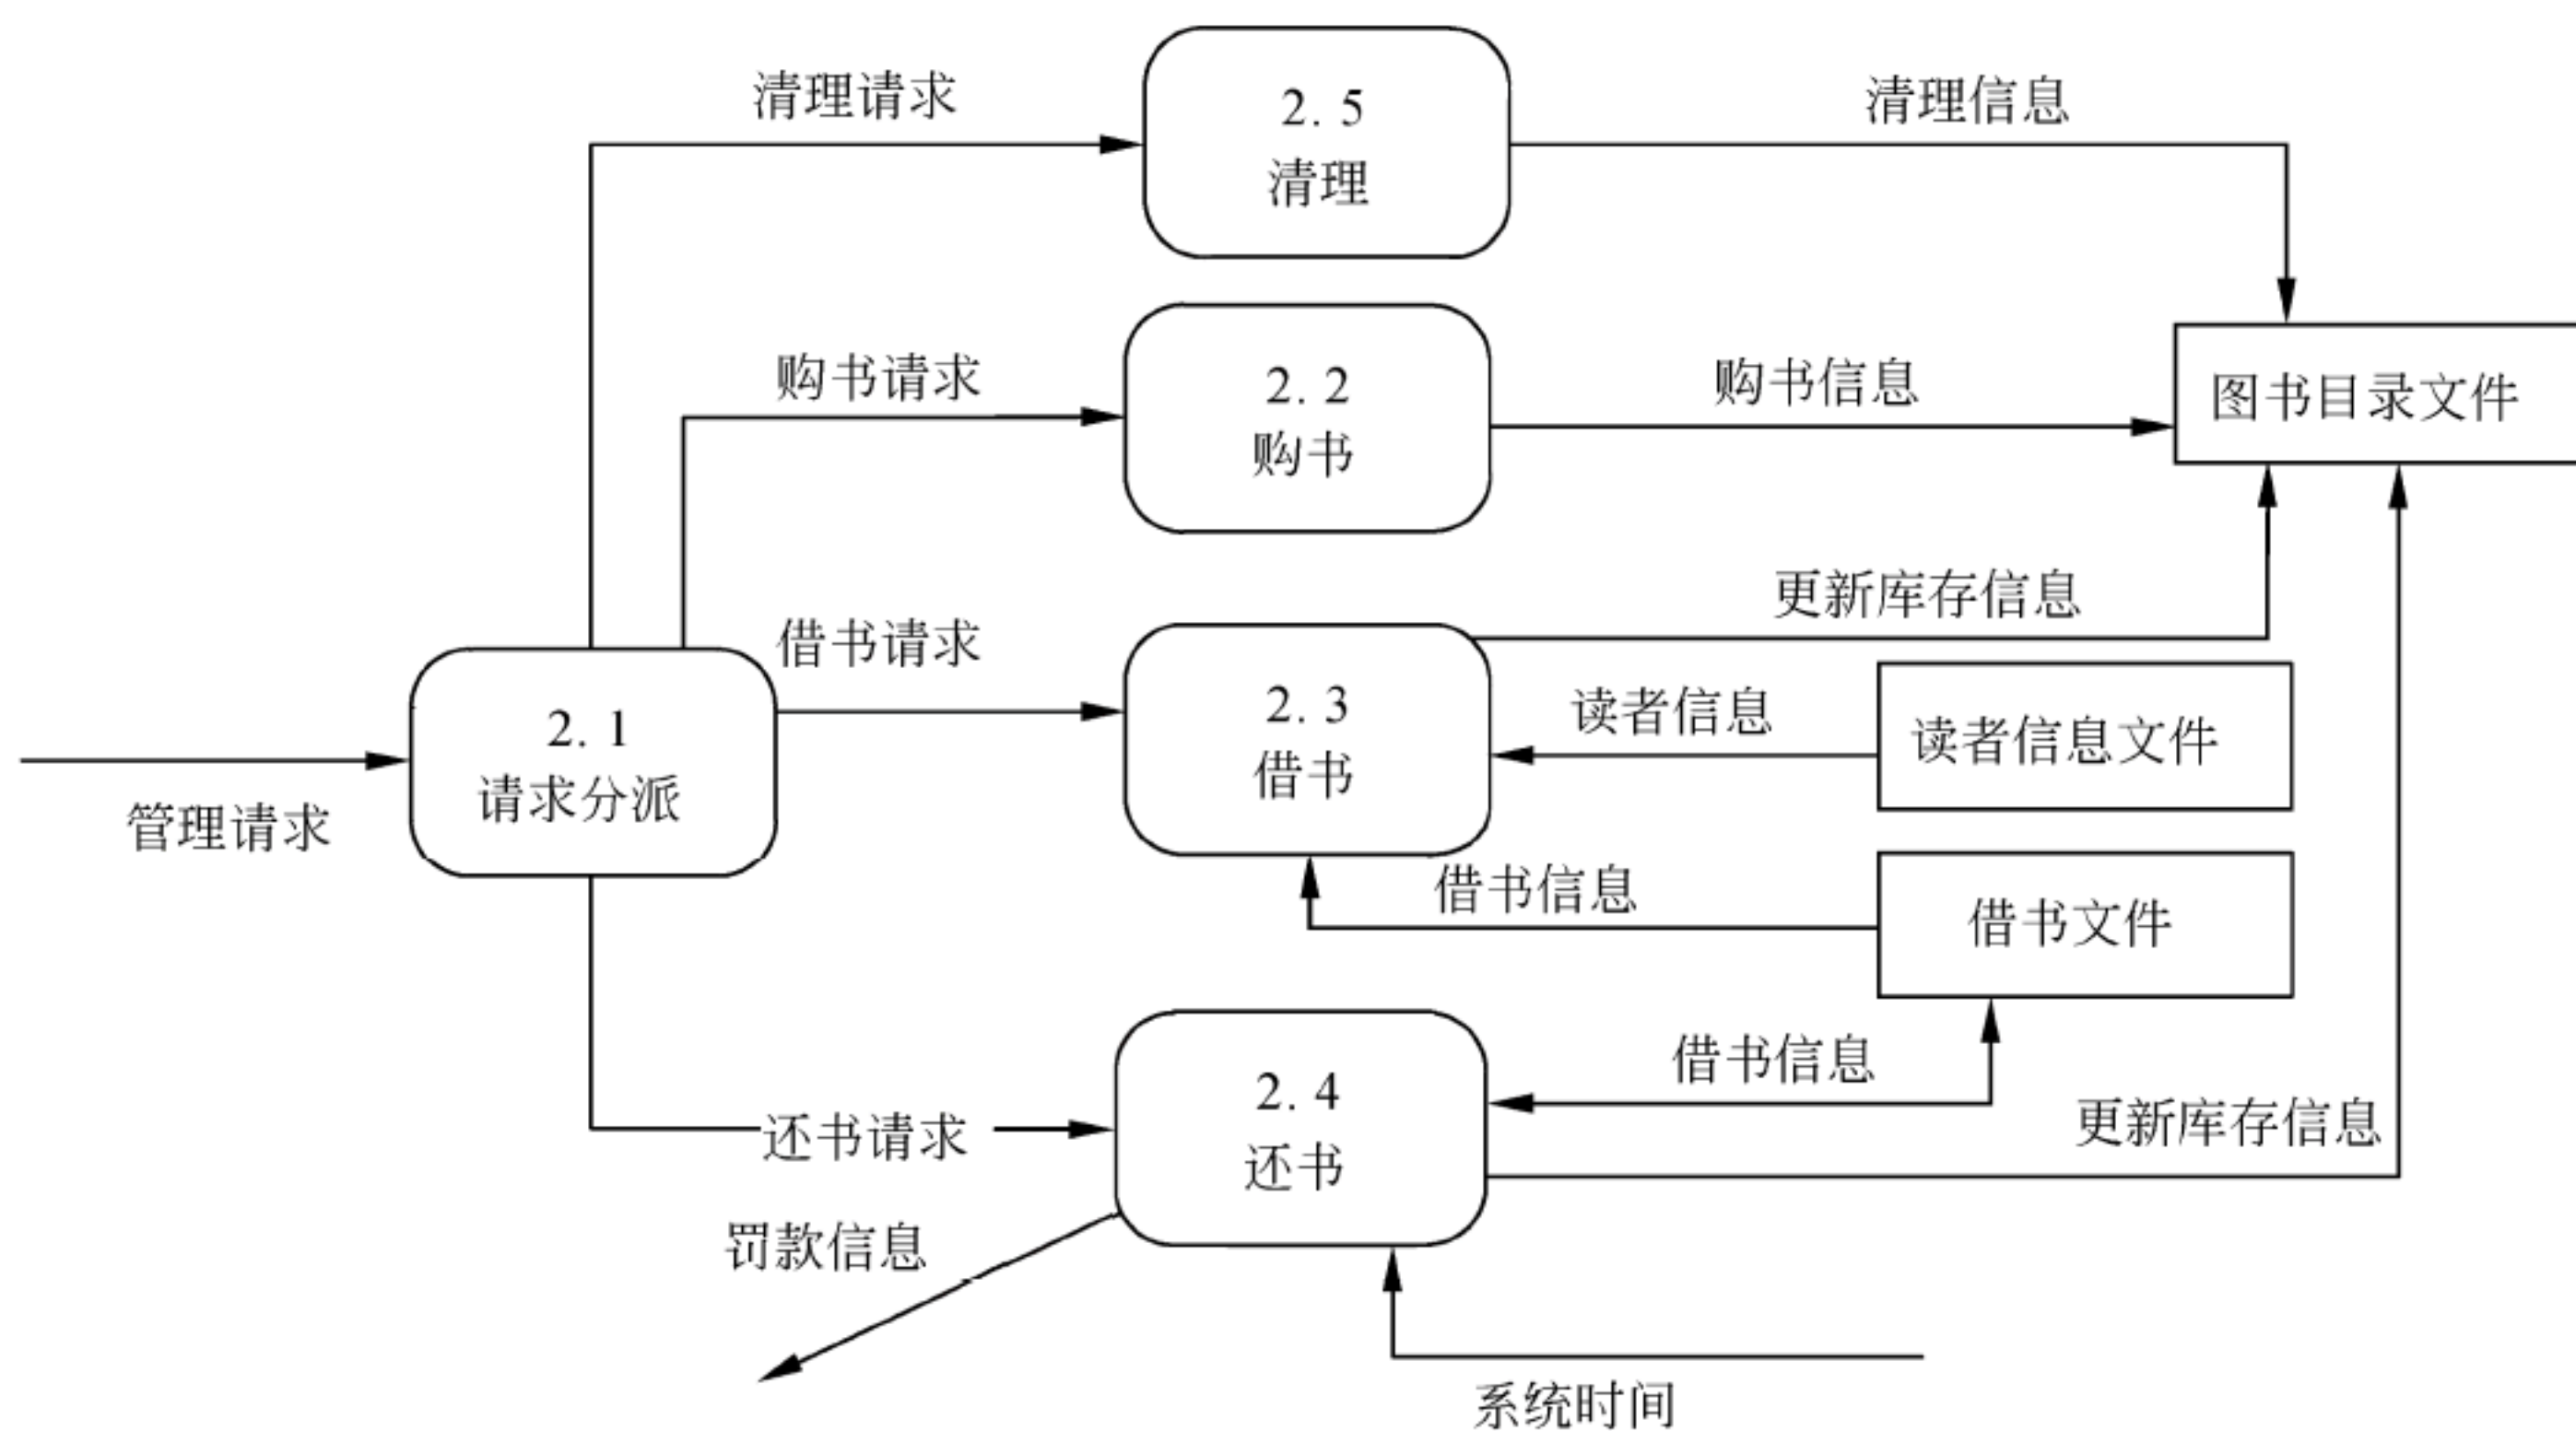 清理请求
2. 5
清理
清理信息
购书请求
2. 2
购书
购书信息
图书目录文件
更新库存信息
借书请求
2. 3
借书
读者信息
读者信息文件
2. 1
请求分派
管理请求
借书信息
借书文件
借书信息
2. 4
还书
还书请求
更新库存信息
罚款信息
系统时间